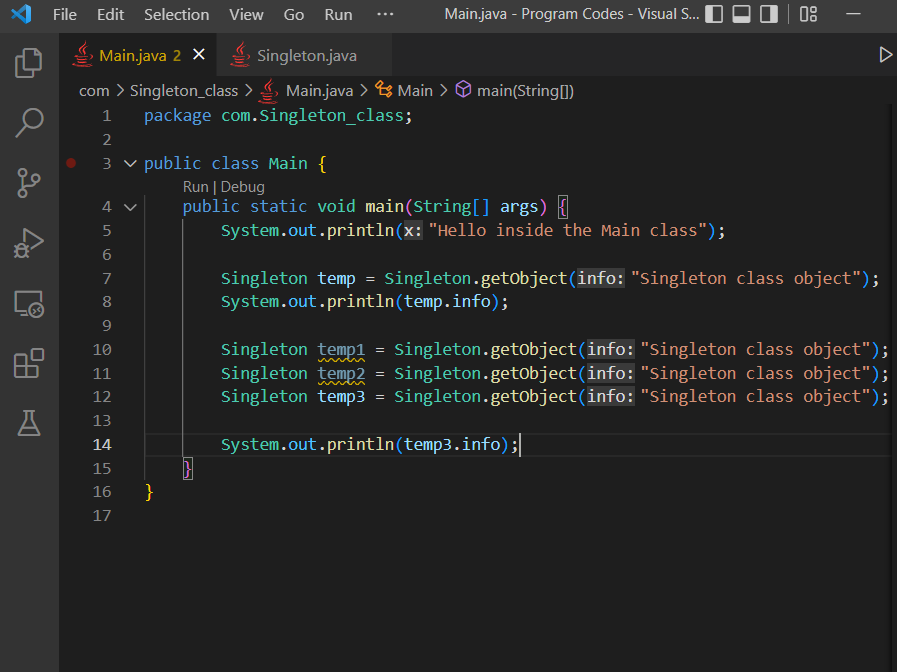 File Edit Selection View Go Run ··· Main.java - Program Codes - Visual S...
Main.java 2 Singleton.java
com > Singleton_class > Main.java > Main > main(String[])
1 package com.Singleton_class;
2
3 public class Main {
Run | Debug
4 public static void main(String[] args) {
5 System.out.println(x: "Hello inside the Main class");
6
7 Singleton temp = Singleton.getObject(info: "Singleton class object");
8 System.out.println(temp.info);
9
10 Singleton temp1 = Singleton.getObject(info: "Singleton class object");
11 Singleton temp2 = Singleton.getObject(info: "Singleton class object");
12 Singleton temp3 = Singleton.getObject(info: "Singleton class object");
13
14 System.out.println(temp3.info);
15 }
16 }
17